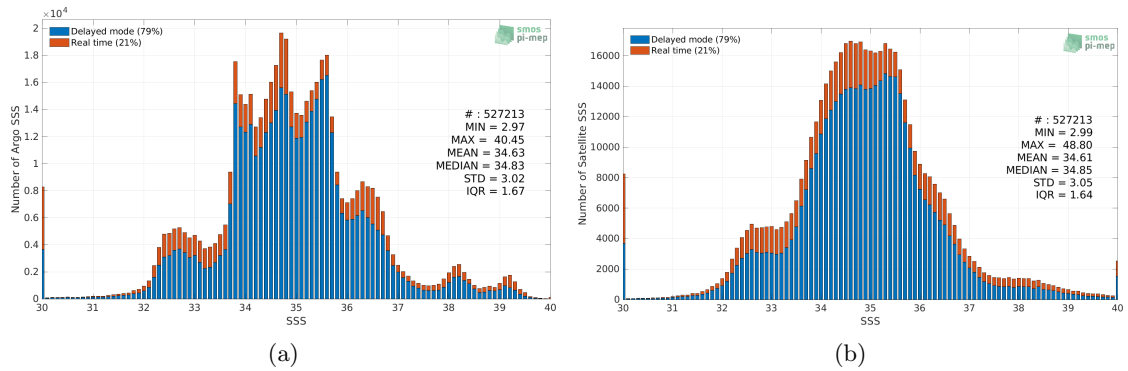 ×10⁴
Delayed mode (79%)
Real time (21%)
smos
pi-mep
# : 527213
MIN = 2.97
MAX = 40.45
MEAN = 34.63
MEDIAN = 34.83
STD = 3.02
IQR = 1.67
Number of Argo SSS
2
1.8
1.6
1.4
1.2
1
0.8
0.6
0.4
0.2
0
30 31 32 33 34 35 36 37 38 39 40
SSS
(a)
Delayed mode (79%)
Real time (21%)
smos
pi-mep
# : 527213
MIN = 2.99
MAX = 48.80
MEAN = 34.61
MEDIAN = 34.85
STD = 3.05
IQR = 1.64
Number of Satellite SSS
16000
14000
12000
10000
8000
6000
4000
2000
0
30 31 32 33 34 35 36 37 38 39 40
SSS
(b)